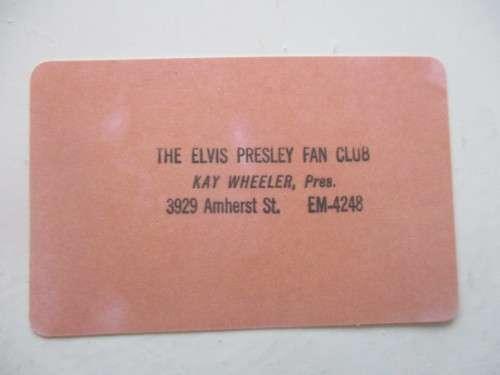 THE ELVIS PRESLEY FAN CLUB
KAY WHEELER, Pres.
3929 Amherst St. EM-4248